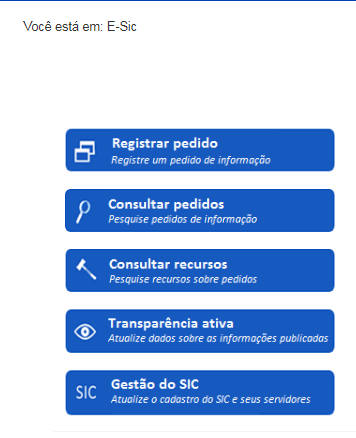 Você está em: E-Sic
Registrar pedido
Registre um pedido de informação
Consultar pedidos
Pesquise pedidos de informação
Consultar recursos
Pesquise recursos sobre pedidos
Transparência ativa
Atualize dados sobre as informações publicadas
SIC
Gestão do SIC
Atualize o cadastro do SIC e seus servidores